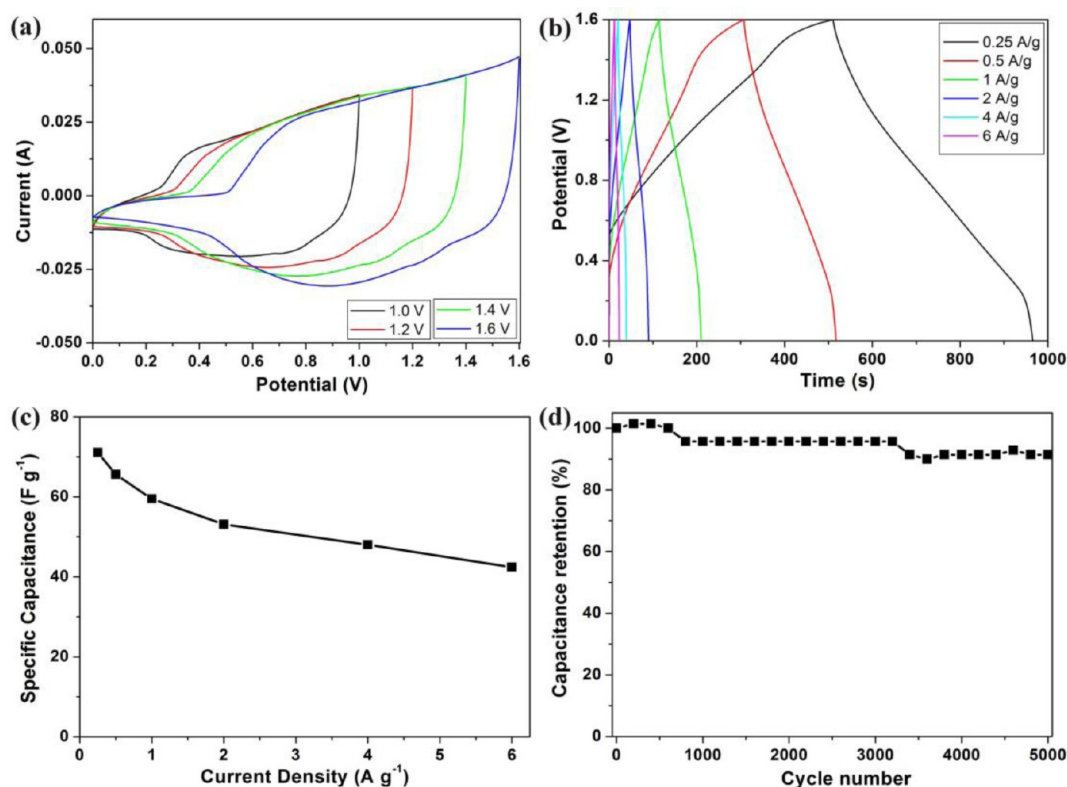 (a)
0.050
0.025
0.000
-0.025
-0.050
Current (A)
1.0 V
1.2 V
1.4 V
1.6 V
0.0 0.2 0.4 0.6 0.8 1.0 1.2 1.4 1.6
Potential (V)
(b)
1.6
1.2
0.8
0.4
0.0
Potential (V)
0.25 A/g
0.5 A/g
1 A/g
2 A/g
4 A/g
6 A/g
0 200 400 600 800 1000
Time (s)
(c)
80
60
40
20
0
Specific Capacitance (F g⁻¹)
0 1 2 3 4 5 6
Current Density (A g⁻¹)
(d)
100
80
60
40
20
0
Capacitance retention (%)
0 1000 2000 3000 4000 5000
Cycle number